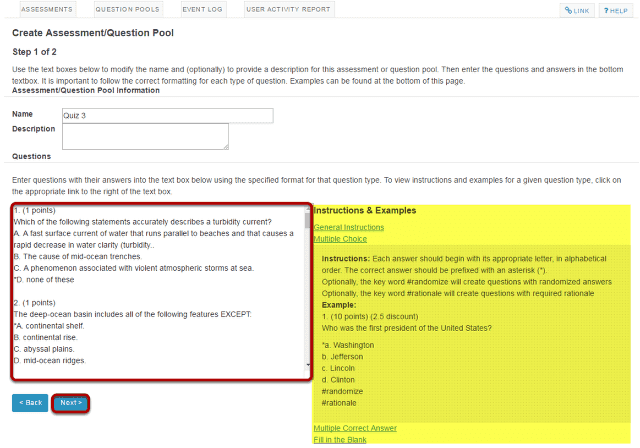 ASSESSMENTS QUESTION POOLS EVENT LOG USER ACTIVITY REPORT LINK ? HELP
Create Assessment/Question Pool
Step 1 of 2
Use the text boxes below to modify the name and (optionally) to provide a description for this assessment or question pool. Then enter the questions and answers in the bottom
textbox. It is important to follow the correct formatting for each type of question. Examples can be found at the bottom of this page.
Assessment/Question Pool Information
Name Quiz 3
Description
Questions
Enter questions with their answers into the text box below using the specified format for that question type. To view instructions and examples for a given question type, click on
the appropriate link to the right of the text box.
1. (1 points)
Which of the following statements accurately describes a turbidity current?
A. A fast surface current of water that runs parallel to beaches and that causes a
rapid decrease in water clarity (turbidity..
B. The cause of mid-ocean trenches.
C. A phenomenon associated with violent atmospheric storms at sea.
*D. none of these
2. (1 points)
The deep-ocean basin includes all of the following features EXCEPT:
*A. continental shelf.
B. continental rise.
C. abyssal plains.
D. mid-ocean ridges.
< Back Next >
Instructions & Examples
General Instructions
Multiple Choice
Instructions: Each answer should begin with its appropriate letter, in alphabetical
order. The correct answer should be prefixed with an asterisk (*).
Optionally, the key word #randomize will create questions with randomized answers
Optionally, the key word #rationale will create questions with required rationale
Example:
1. (10 points) (2.5 discount)
Who was the first president of the United States?
*a. Washington
b. Jefferson
c. Lincoln
d. Clinton
#randomize
#rationale
Multiple Correct Answer
Fill in the Blank